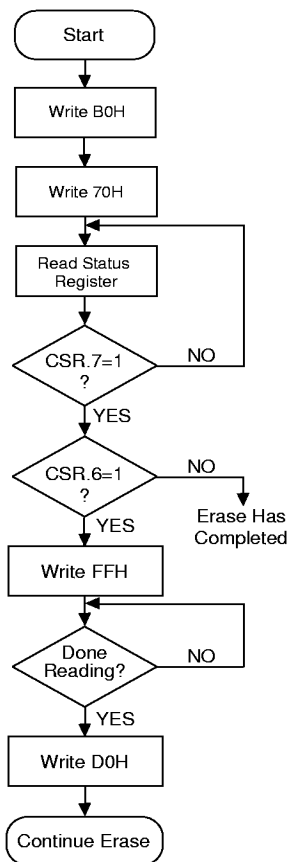 Start
Write B0H
Write 70H
Read Status
Register
CSR.7=1
?
NO
YES
CSR.6=1
?
NO
YES
Erase Has
Completed
Write FFH
Done
Reading?
NO
YES
Write D0H
Continue Erase